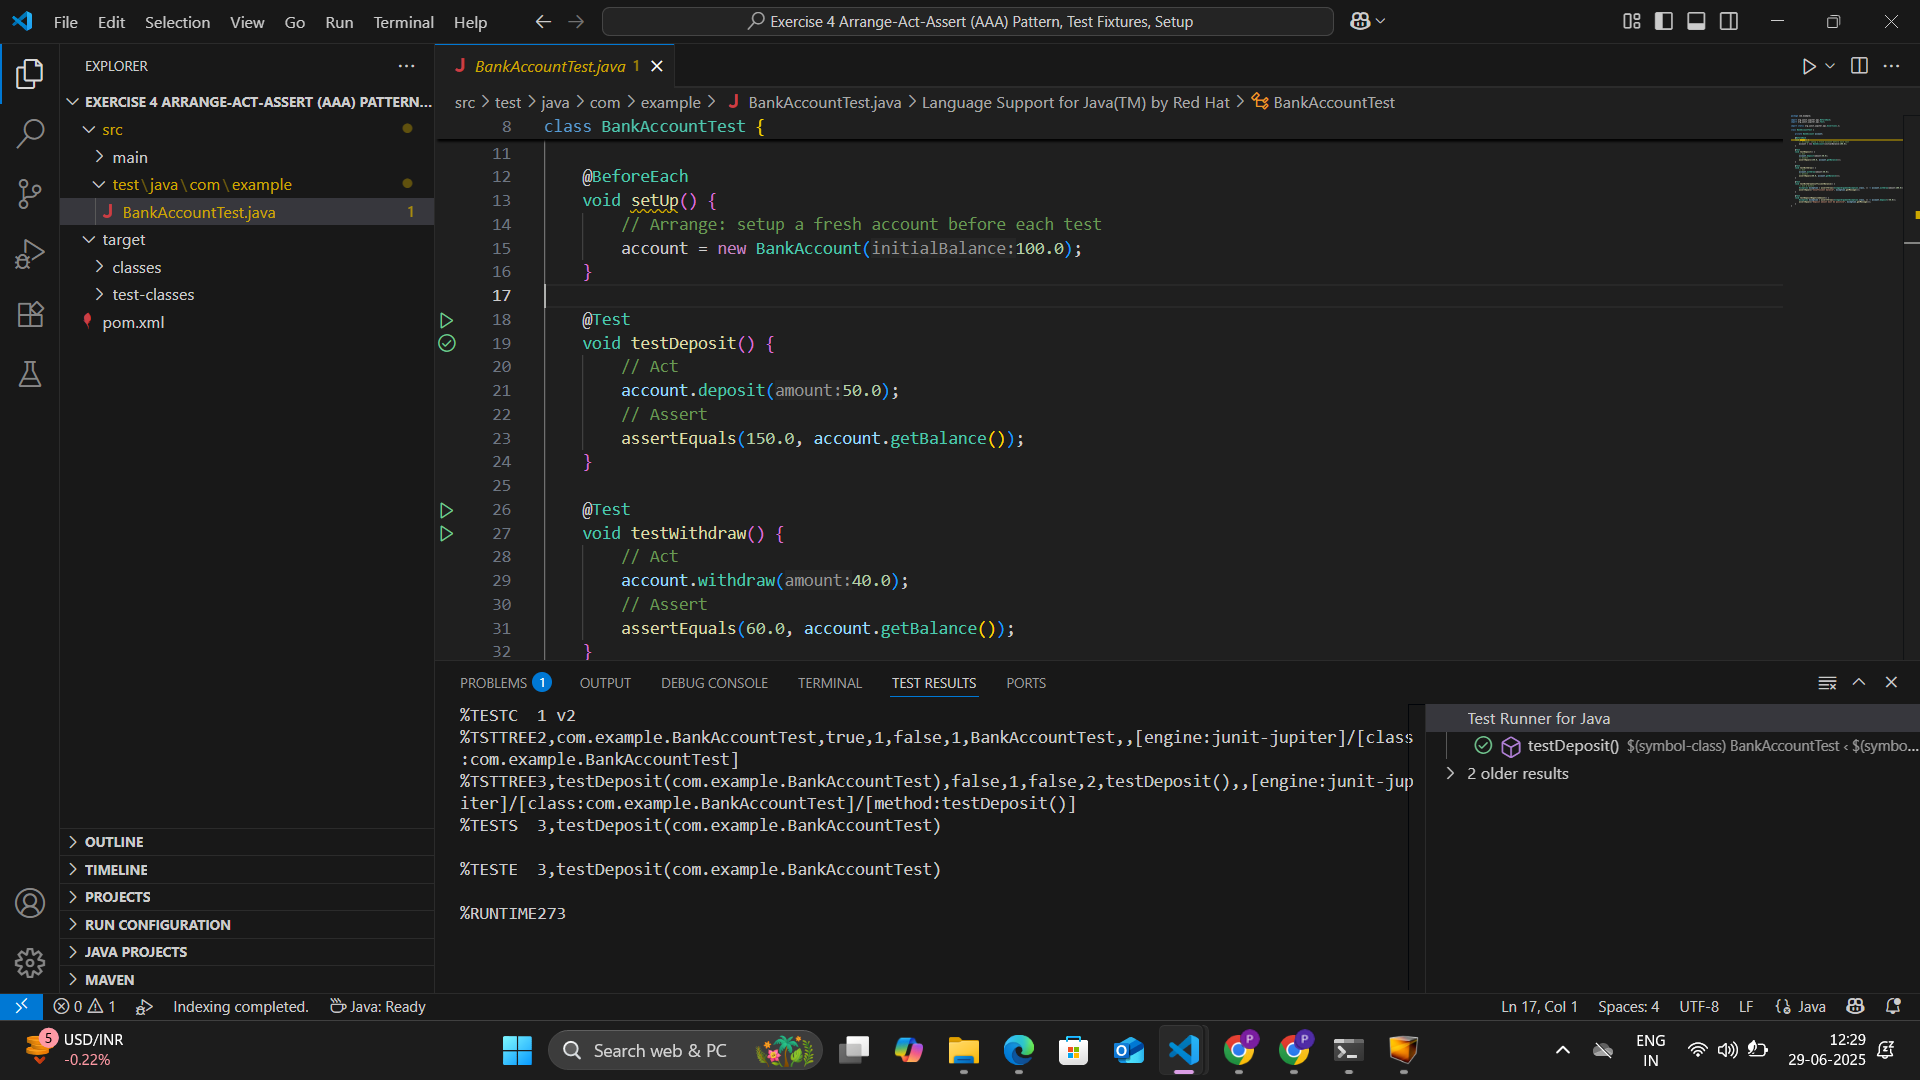 File Edit Selection View Go Run Terminal Help
Exercise 4 Arrange-Act-Assert (AAA) Pattern, Test Fixtures, Setup
EXPLORER
EXERCISE 4 ARRANGE-ACT-ASSERT (AAA) PATTERN...
src
main
test\java\com\example
BankAccountTest.java 1
target
classes
test-classes
pom.xml
OUTLINE
TIMELINE
PROJECTS
RUN CONFIGURATION
JAVA PROJECTS
MAVEN
BankAccountTest.java 1
src > test > java > com > example > BankAccountTest.java > Language Support for Java(TM) by Red Hat > BankAccountTest
8 class BankAccountTest {
11
12 @BeforeEach
13 void setUp() {
14 // Arrange: setup a fresh account before each test
15 account = new BankAccount(initialBalance:100.0);
16 }
17
18 @Test
19 void testDeposit() {
20 // Act
21 account.deposit(amount:50.0);
22 // Assert
23 assertEquals(150.0, account.getBalance());
24 }
25
26 @Test
27 void testWithdraw() {
28 // Act
29 account.withdraw(amount:40.0);
30 // Assert
31 assertEquals(60.0, account.getBalance());
32 }
PROBLEMS 1 OUTPUT DEBUG CONSOLE TERMINAL TEST RESULTS PORTS
%TESTC 1 v2
%TSTTREE2,com.example.BankAccountTest,true,1,false,1,BankAccountTest,,[engine:junit-jupiter]/[class
:com.example.BankAccountTest]
%TSTTREE3,testDeposit(com.example.BankAccountTest),false,1,false,2,testDeposit(),,[engine:junit-jup
iter]/[class:com.example.BankAccountTest]/[method:testDeposit()]
%TESTS 3,testDeposit(com.example.BankAccountTest)
%TESTE 3,testDeposit(com.example.BankAccountTest)
%RUNTIME273
Test Runner for Java
testDeposit() $(symbol-class) BankAccountTest < $(symbo...
2 older results
0 1 Indexing completed. Java: Ready
Ln 17, Col 1 Spaces: 4 UTF-8 LF Java
5 USD/INR
-0.22%
Search web & PC
P P
ENG
IN
12:29
29-06-2025